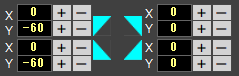 X 0 + − X 0 + −
Y -60 + − Y 0 + −
X 0 + − X 0 + −
Y -60 + − Y 0 + −